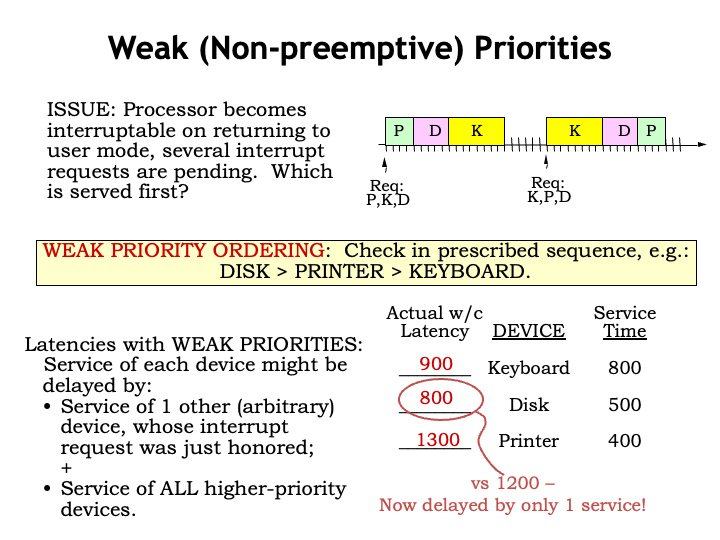 Weak (Non-preemptive) Priorities
ISSUE: Processor becomes
interruptable on returning to
user mode, several interrupt
requests are pending.  Which
is served first?
P D K K D P
Req:
P,K,D
Req:
K,P,D
WEAK PRIORITY ORDERING:  Check in prescribed sequence, e.g.:
DISK > PRINTER > KEYBOARD.
Latencies with WEAK PRIORITIES:
Service of each device might be
delayed by:
• Service of 1 other (arbitrary)
device, whose interrupt
request was just honored;
+
• Service of ALL higher-priority
devices.
Actual w/c
Latency DEVICE
Service
Time
900 Keyboard 800
800 Disk 500
1300 Printer 400
vs 1200 –
Now delayed by only 1 service!